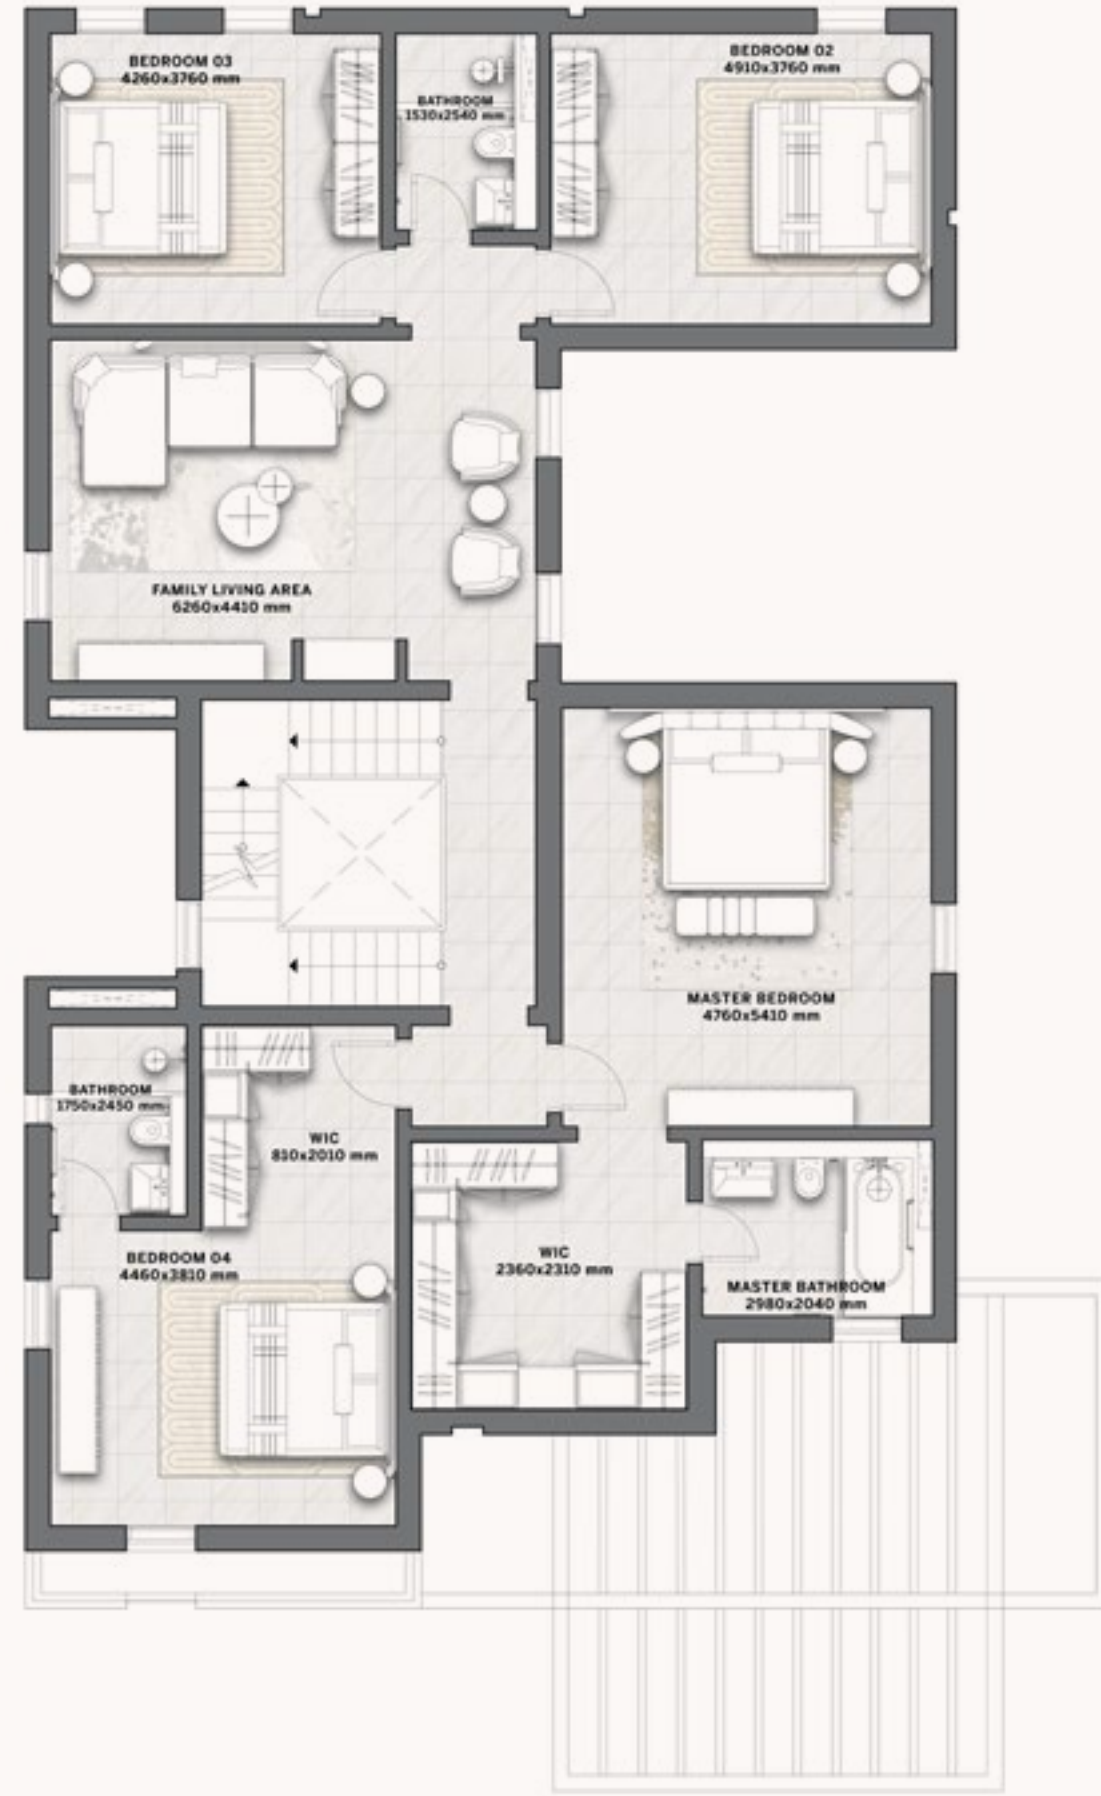 BEDROOM 03
4260x3760 mm
BATHROOM
1530x2540 mm
BEDROOM 02
4910x3760 mm
FAMILY LIVING AREA
6260x4410 mm
MASTER BEDROOM
4760x5410 mm
BATHROOM
1750x2450 mm
WIC
810x2010 mm
BEDROOM 04
4460x3810 mm
WIC
2360x2310 mm
MASTER BATHROOM
2980x2040 mm